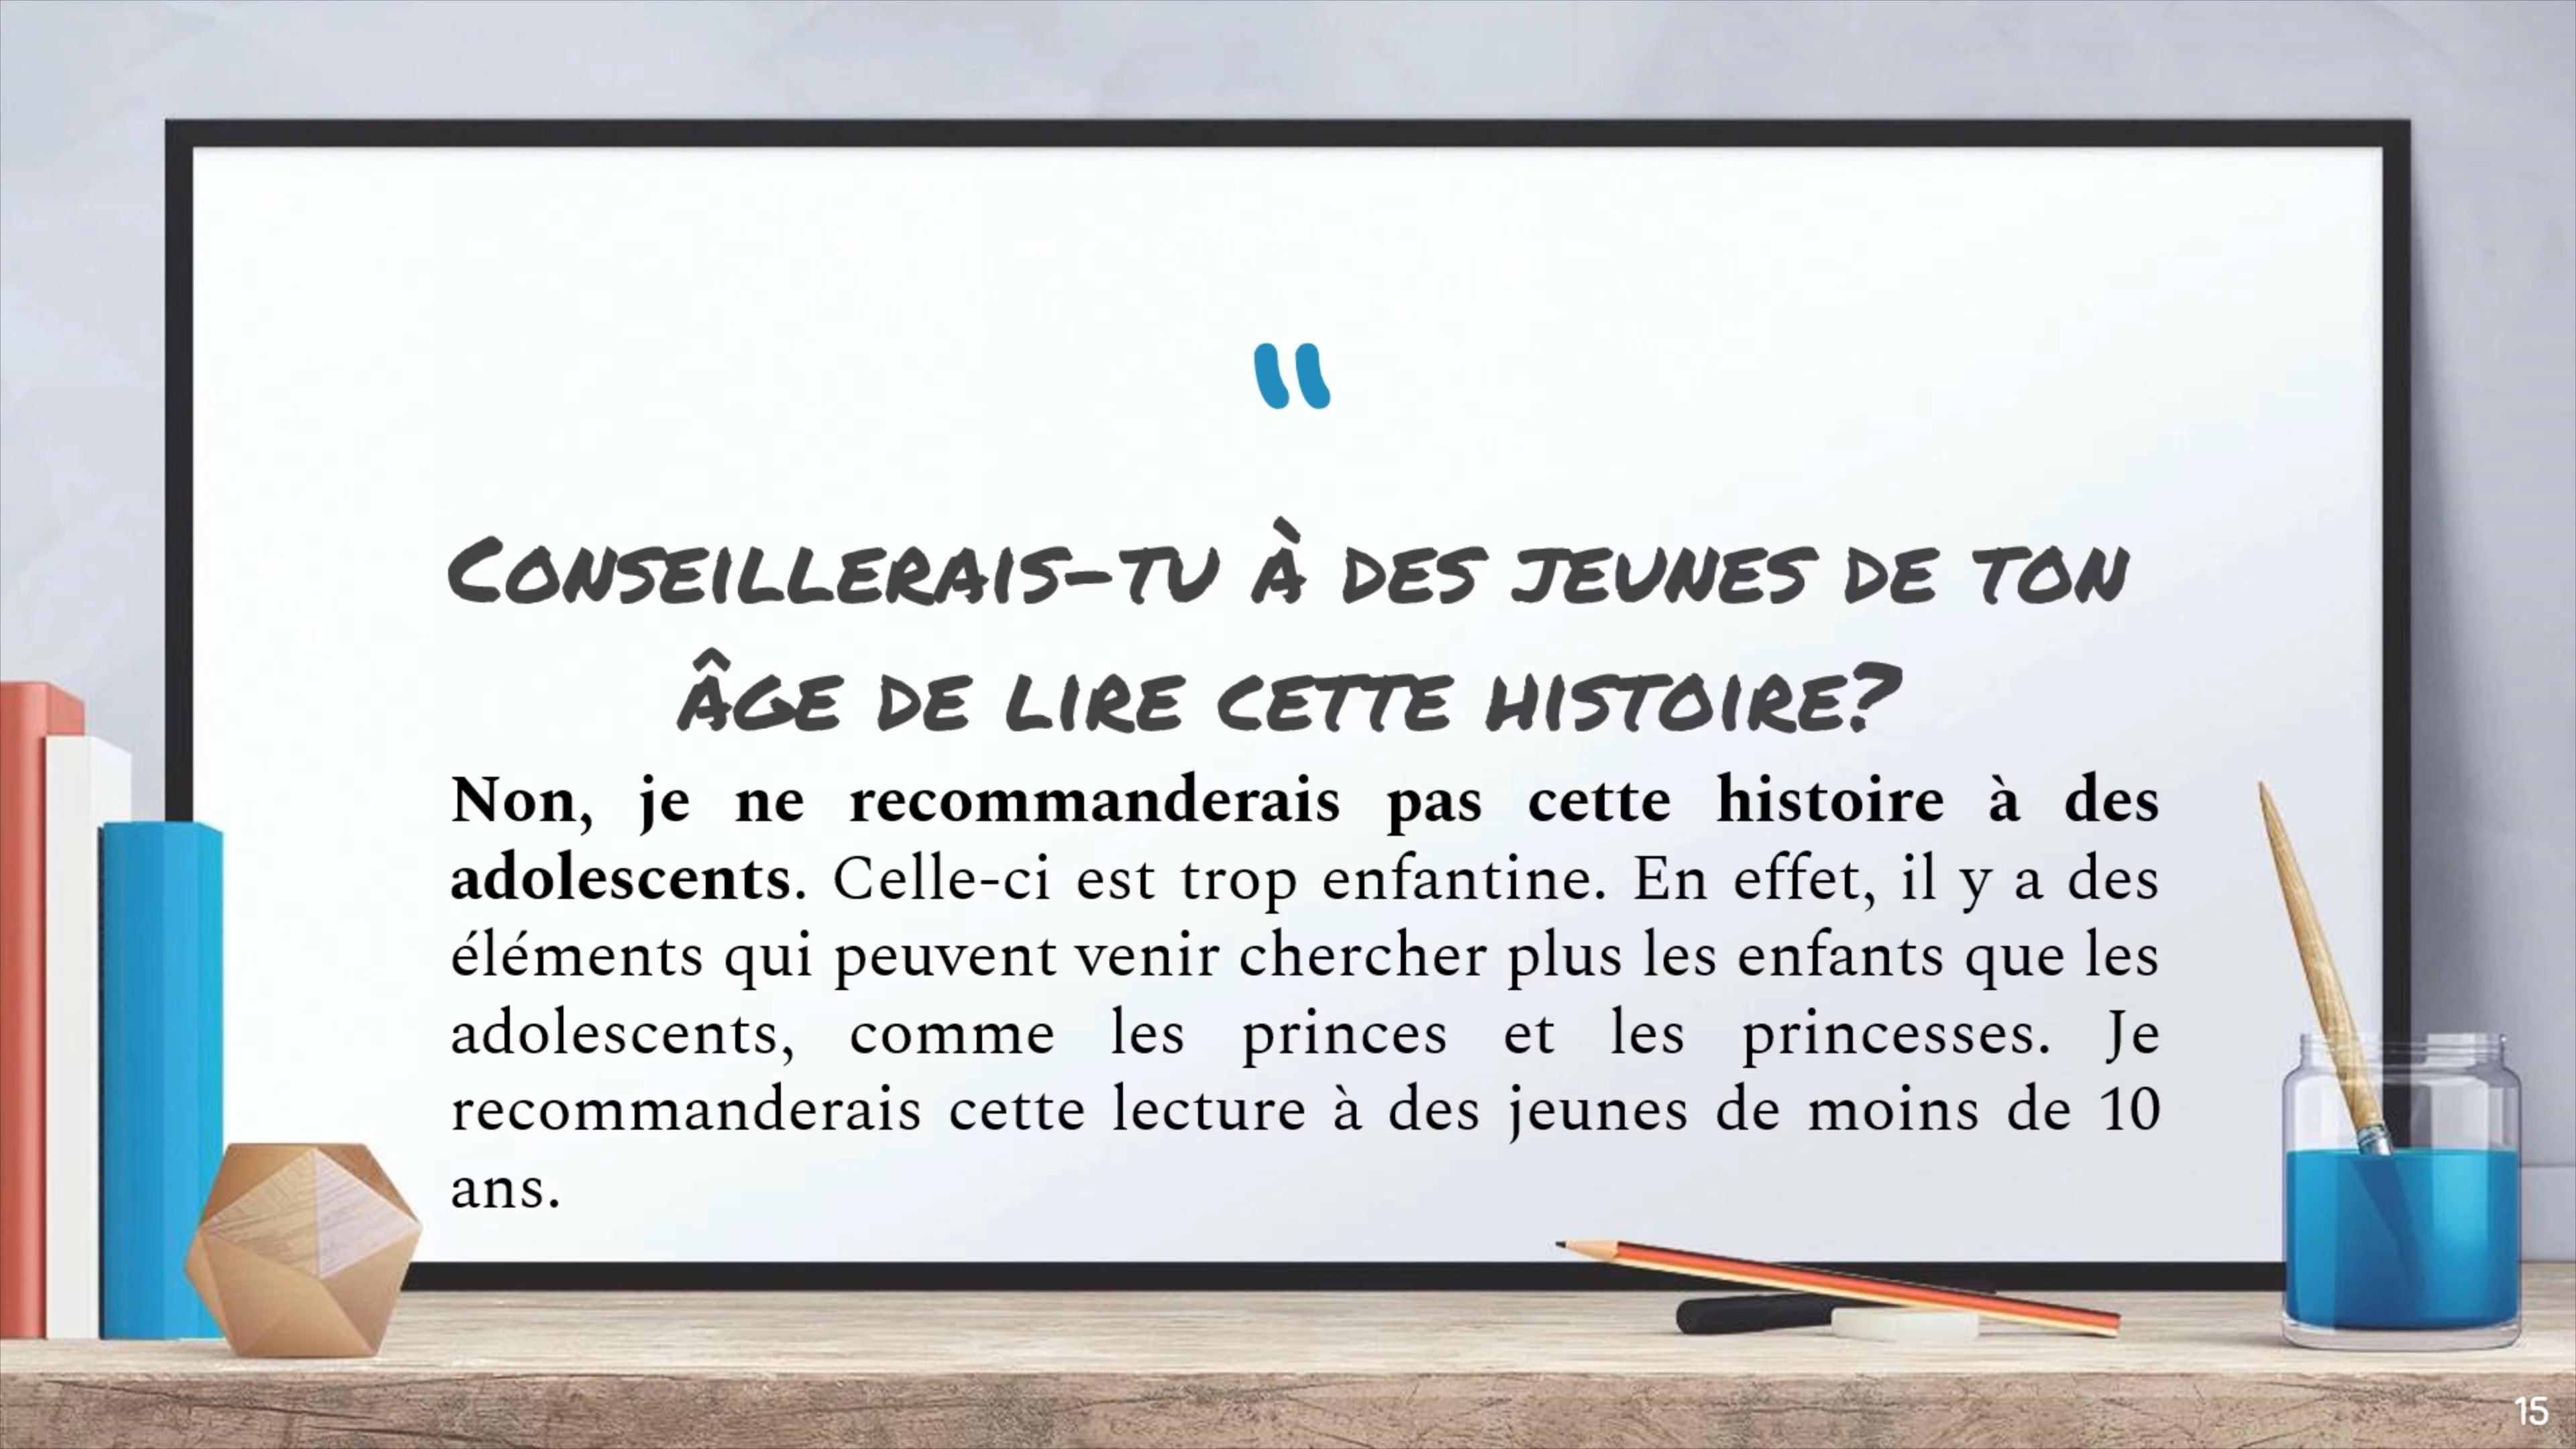 “
Conseillerais-tu à des jeunes de ton
âge de lire cette histoire?
Non, je ne recommanderais pas cette histoire à des
adolescents. Celle-ci est trop enfantine. En effet, il y a des
éléments qui peuvent venir chercher plus les enfants que les
adolescents, comme les princes et les princesses. Je
recommanderais cette lecture à des jeunes de moins de 10
ans.
15